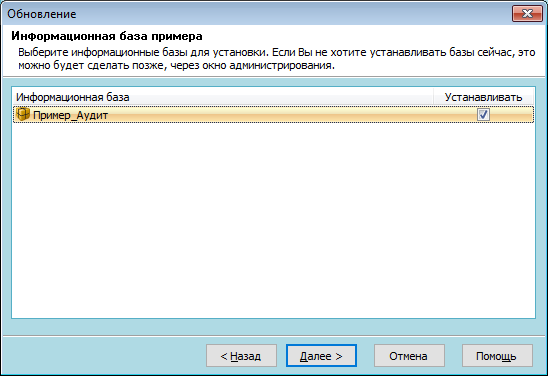 Обновление
Информационная база примера
Выберите информационные базы для установки. Если Вы не хотите устанавливать базы сейчас, это
можно будет сделать позже, через окно администрирования.
Информационная база Устанавливать
Пример_Аудит
< Назад Далее > Отмена Помощь